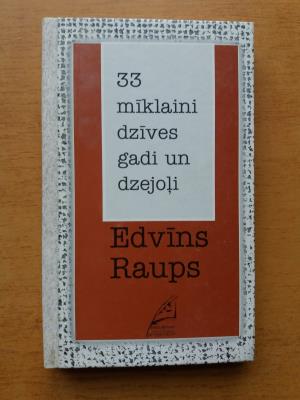 33
mīklaini
dzīves
gadi un
dzejoļi
Edvīns
Raups